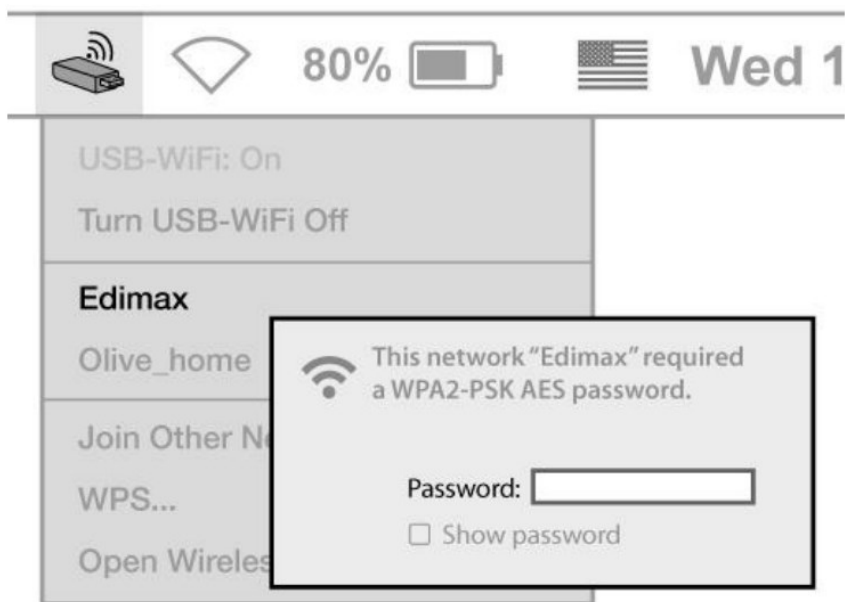 80% Wed 1
USB-WiFi: On
Turn USB-WiFi Off
Edimax
Olive_home
Join Other Ne
WPS...
Open Wireles
This network “Edimax” required
a WPA2-PSK AES password.
Password:
Show password